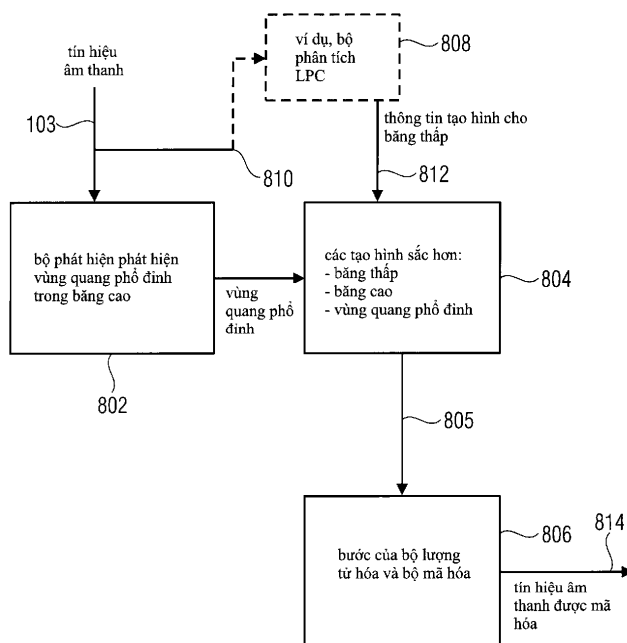 tín hiệu
âm thanh
103
ví dụ, bộ
phân tích
LPC
808
810
thông tin tạo hình cho
băng thấp
812
bộ phát hiện phát hiện
vùng quang phổ đỉnh
trong băng cao
802
vùng
quang phổ
đỉnh
các tạo hình sắc hơn:
- băng thấp
- băng cao
- vùng quang phổ đỉnh
804
805
bước của bộ lượng
tử hóa và bộ mã hóa
806
814
tín hiệu âm
thanh được mã
hóa